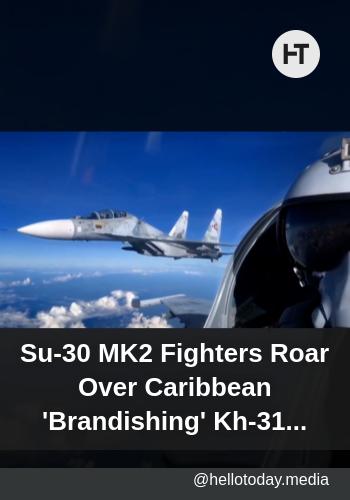 HT
Su-30 MK2 Fighters Roar
Over Caribbean
'Brandishing' Kh-31...
@hellotoday.media